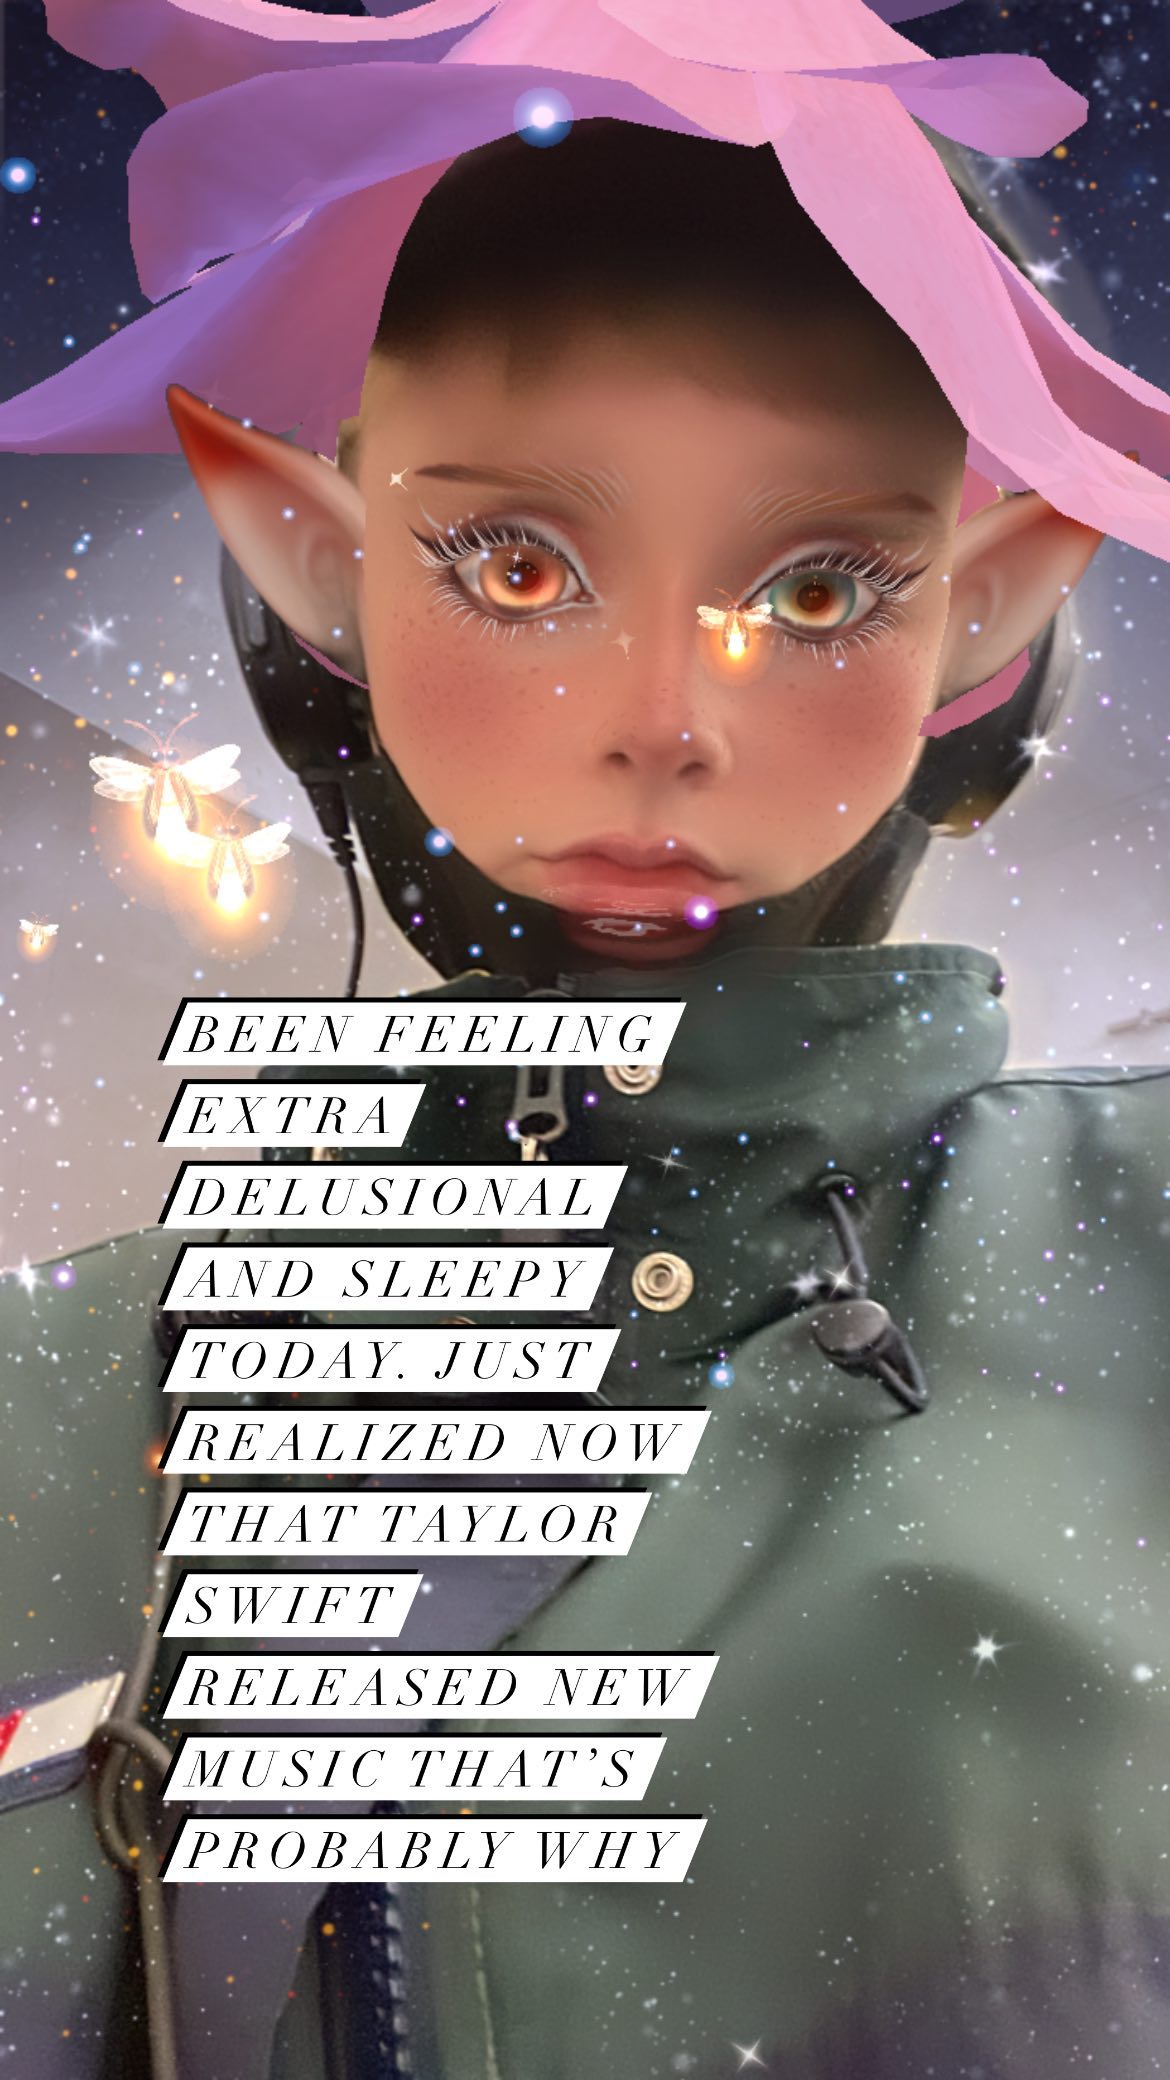 BEEN FEELING
EXTRA
DELUSIONAL
AND SLEEPY
TODAY. JUST
REALIZED NOW
THAT TAYLOR
SWIFT
RELEASED NEW
MUSIC THAT’S
PROBABLY WHY